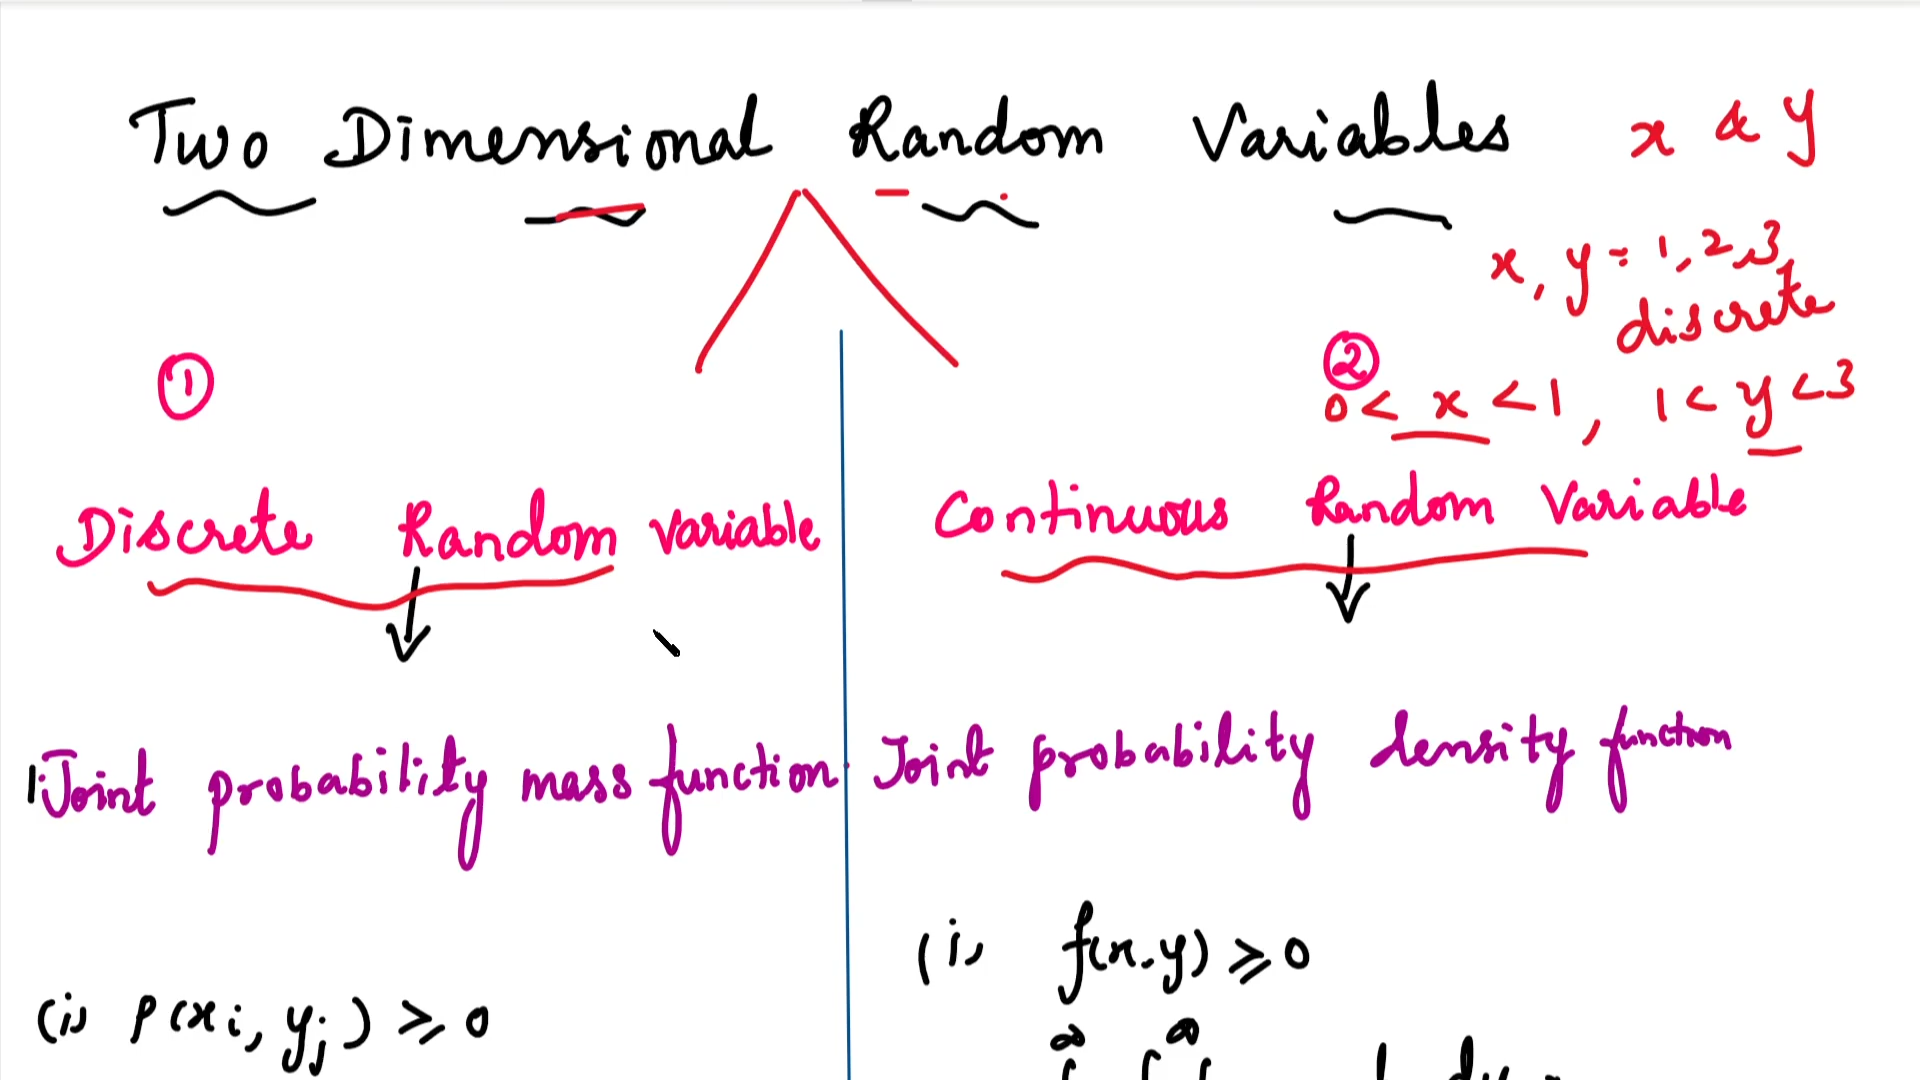 Two Dimensional Random Variables x & y
x, y = 1, 2, 3,
discrete
① ②
0 < x < 1, 1 < y < 3
Discrete Random variable
Continuous Random Variable
1. Joint probability mass function
Joint probability density function
(i) f(x,y) ≥ 0
(i) P(xi, yj) ≥ 0
∞ ∞